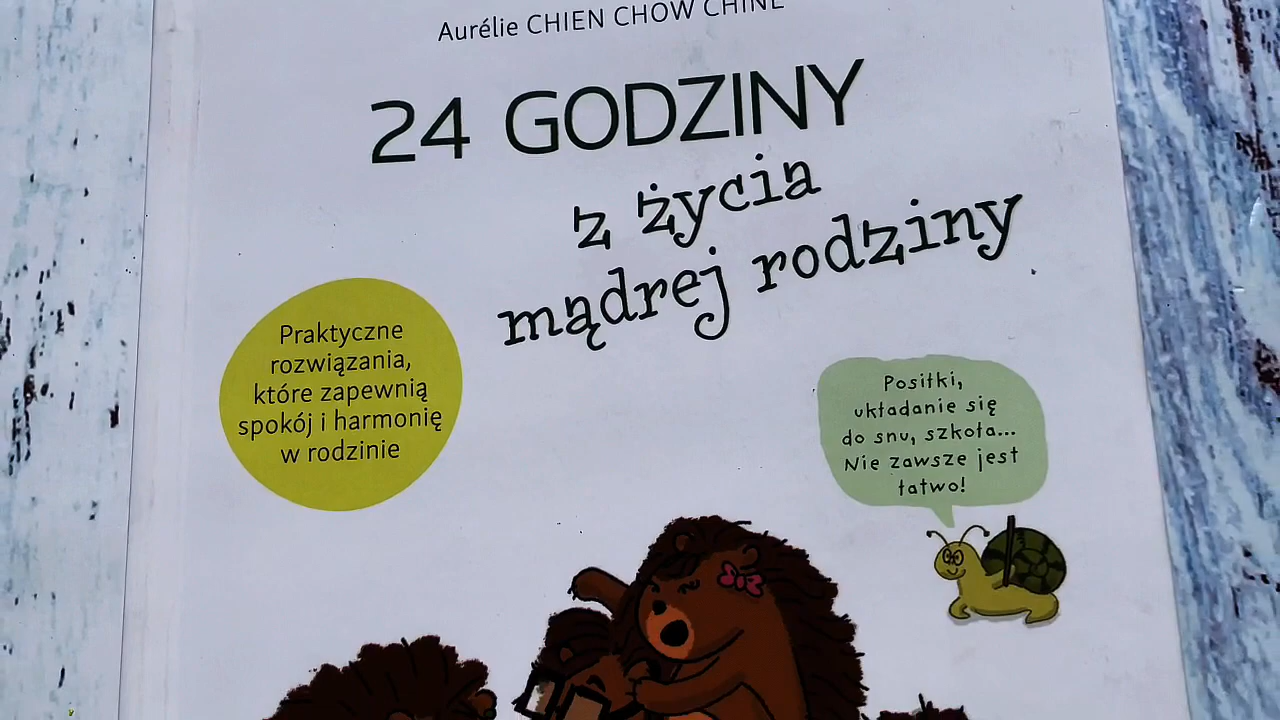 Aurélie CHIEN CHOW CHINE
24 GODZINY
z życia
mądrej rodziny
Praktyczne
rozwiązania,
które zapewnią
spokój i harmonię
w rodzinie
Posiłki,
układanie się
do snu, szkoła...
Nie zawsze jest
łatwo!